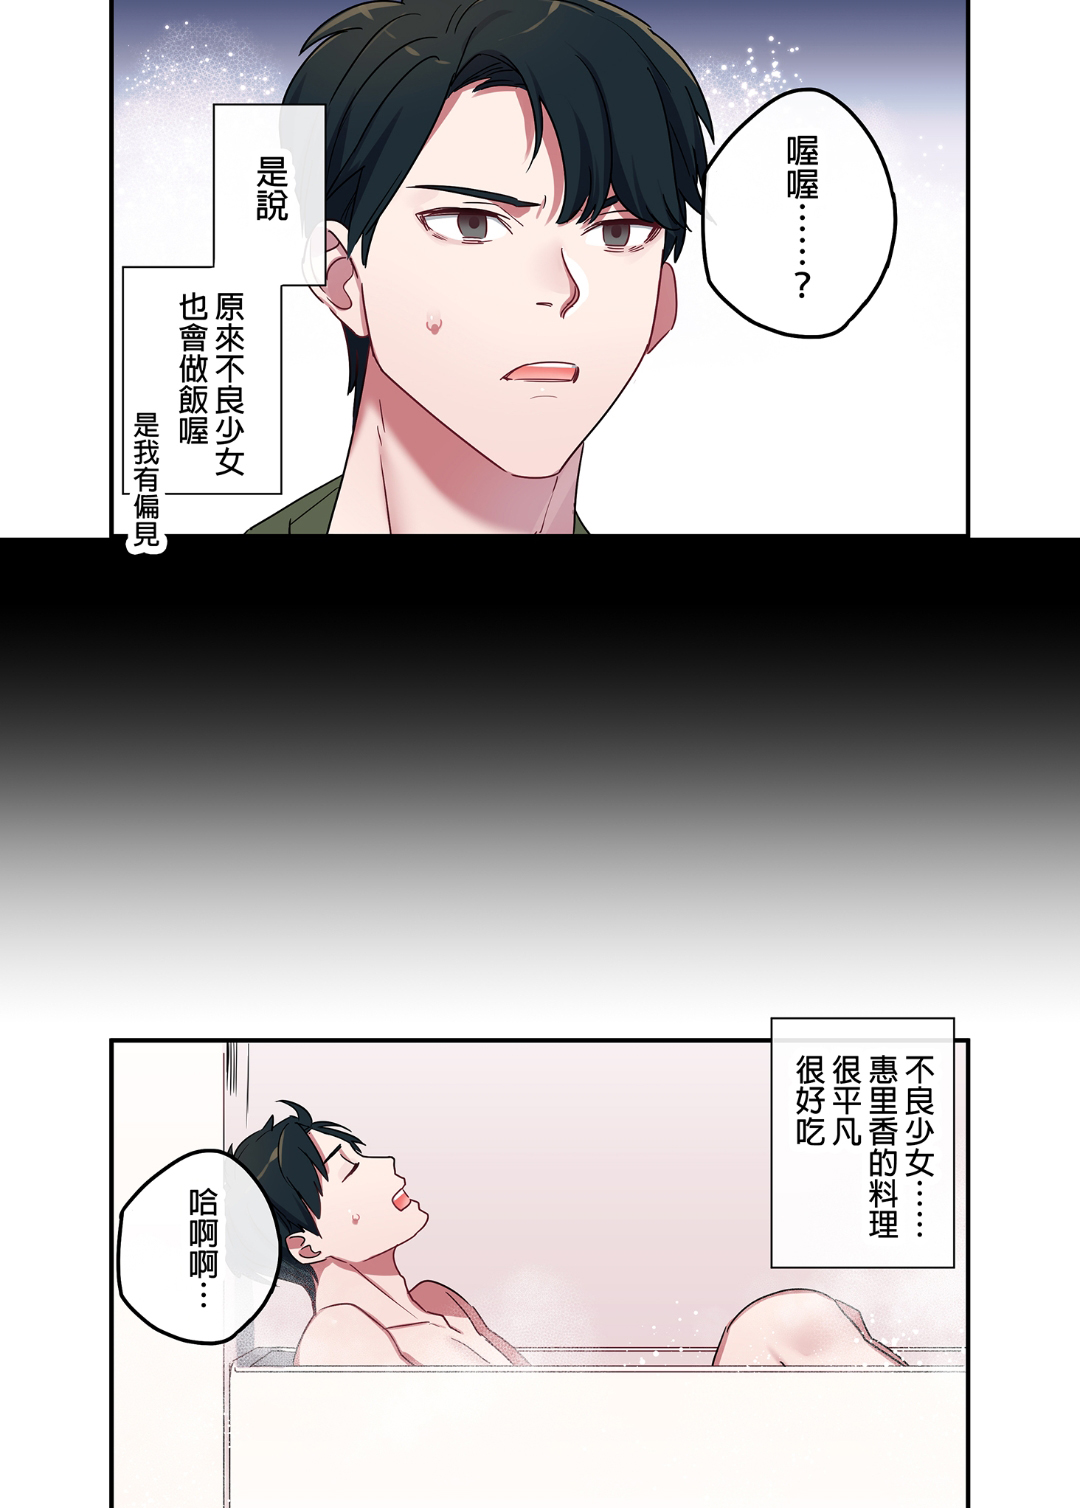 喔喔……？
是說
原來不良少女
也會做飯喔
是我有偏見
不良少女……
惠里香的料理
很平凡
很好吃
哈啊啊…